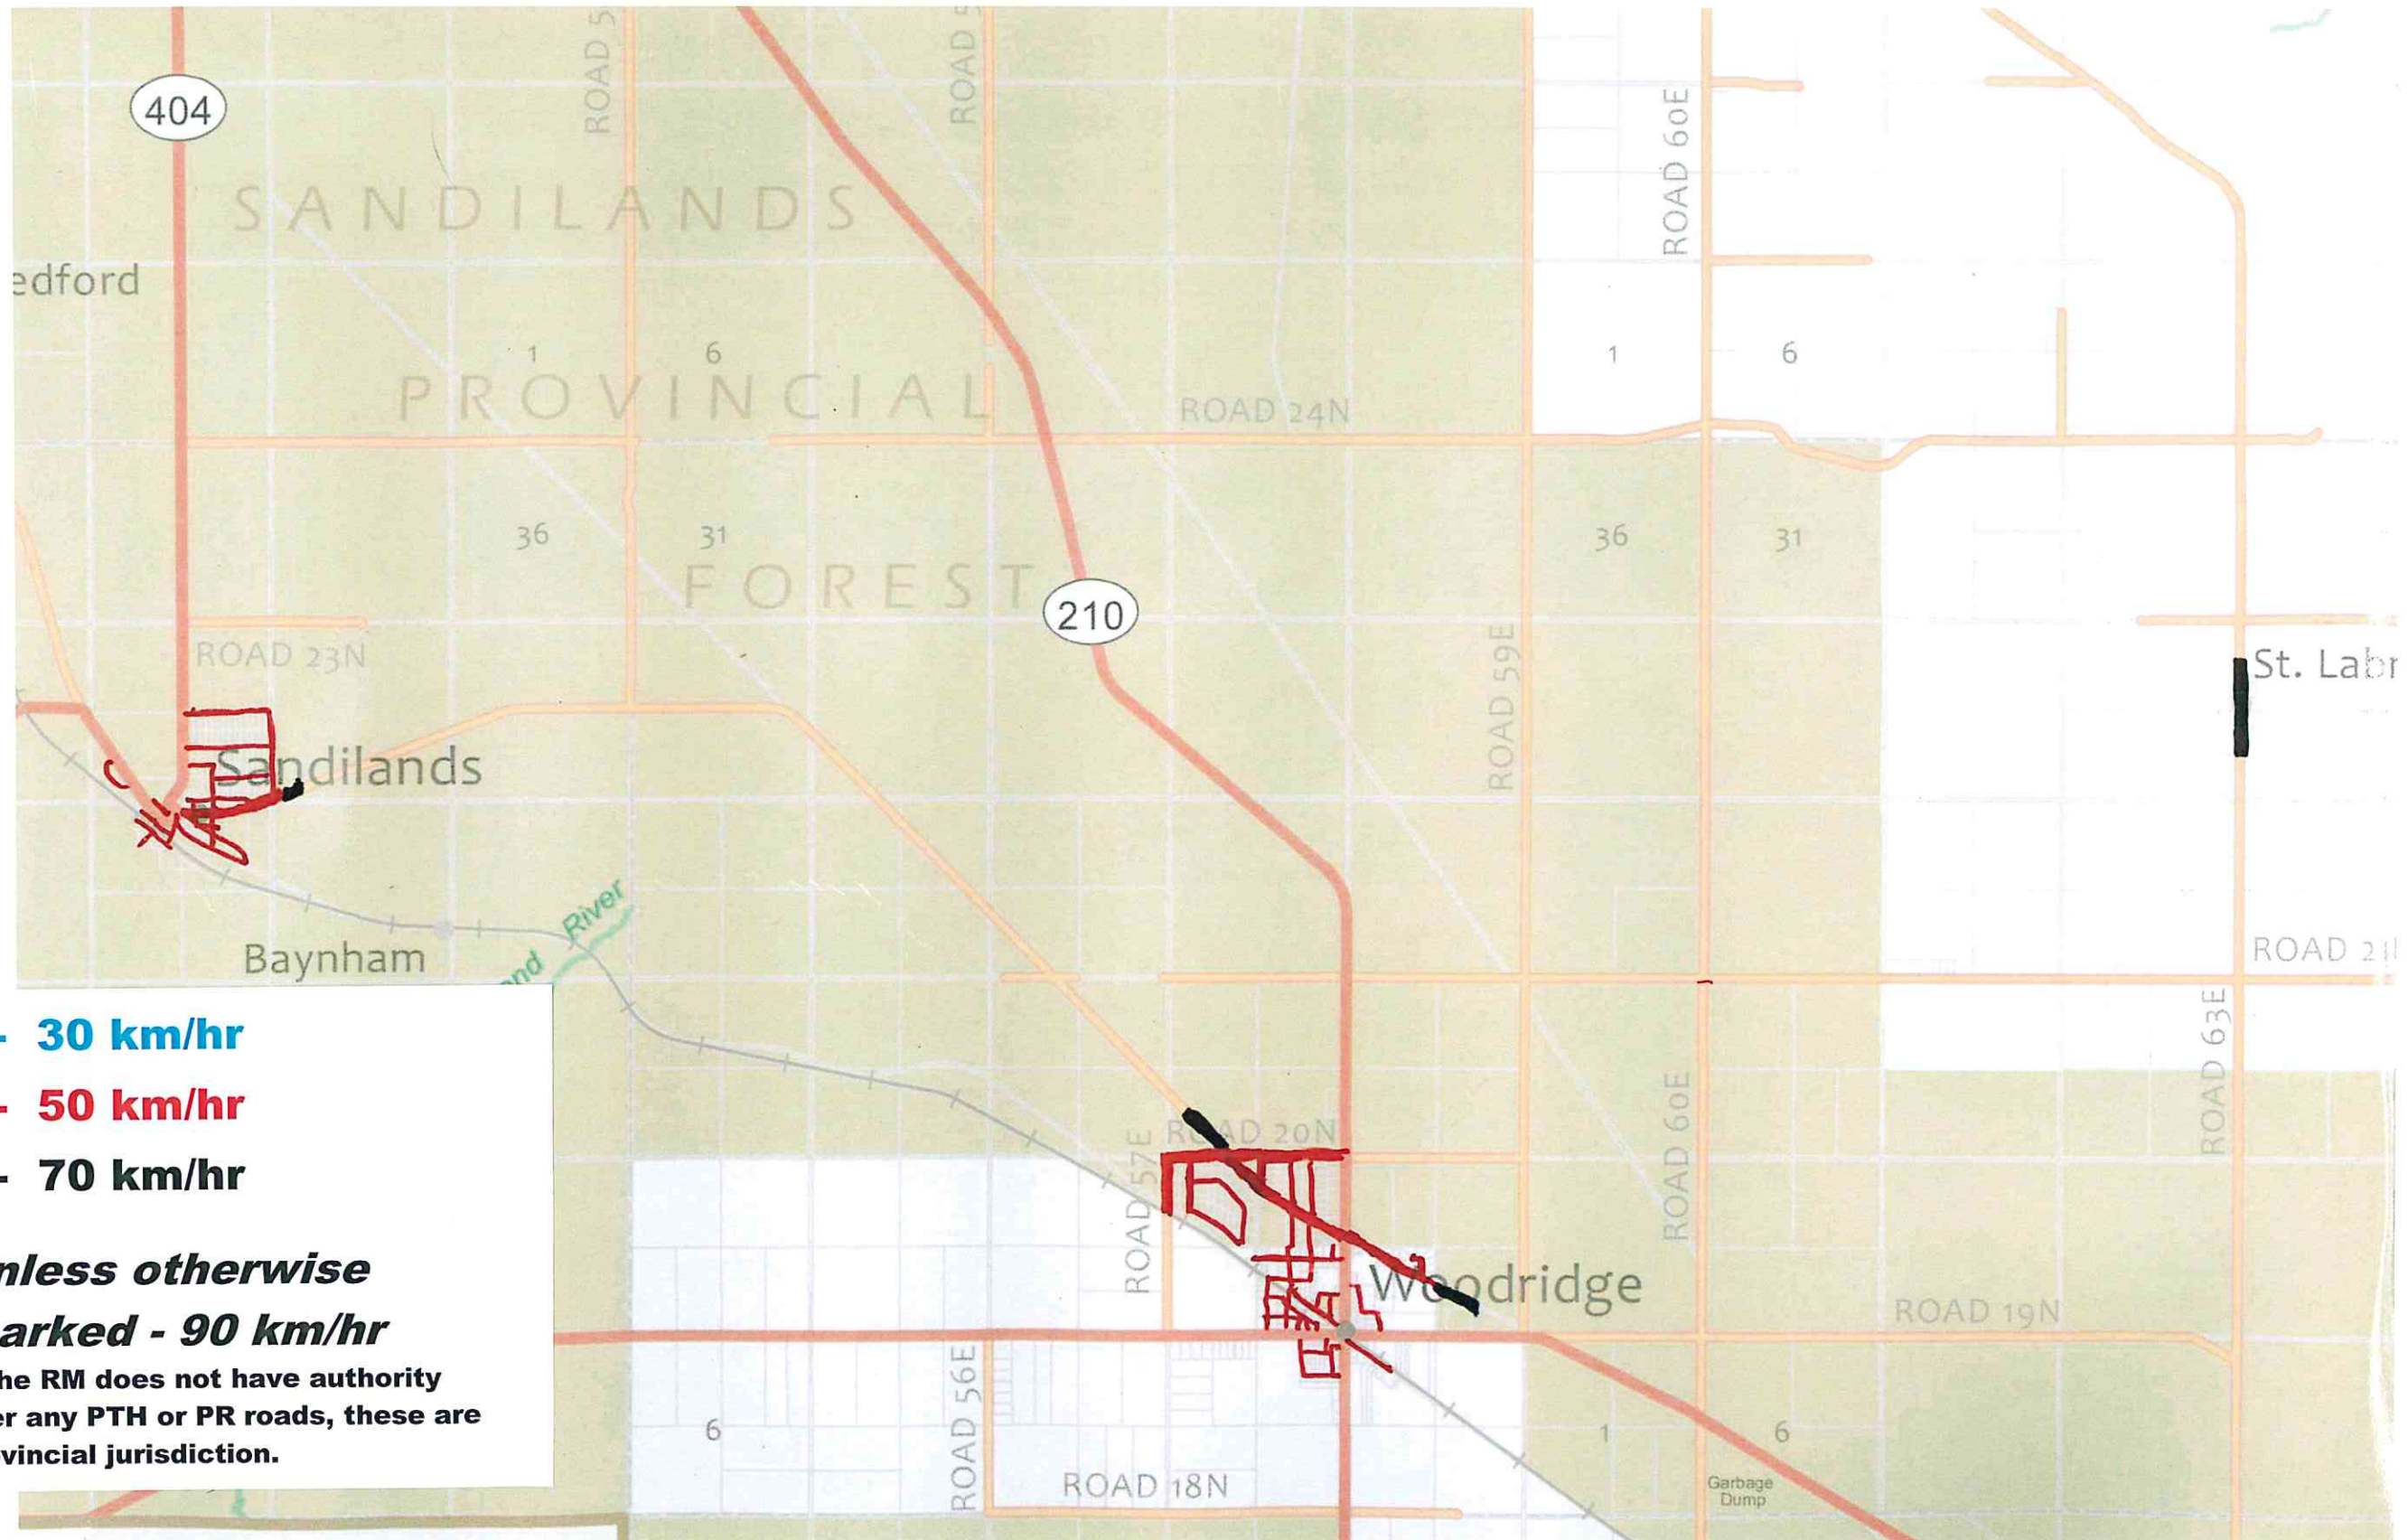 ROAD 5
ROAD 5
404
ROAD 60E
SANDILANDS
edford
1
6
1
6
PROVINCIAL
ROAD 24N
36
31
36
31
FOREST
210
ROAD 23N
ROAD 59E
St. Labr
Sandilands
River
Baynham
and
ROAD 21
- 30 km/hr
- 50 km/hr
- 70 km/hr
ROAD 63E
ROAD 60E
ROAD 57E
ROAD 20N
nless otherwise
arked - 90 km/hr
he RM does not have authority
er any PTH or PR roads, these are
vincial jurisdiction.
Woodridge
ROAD 19N
ROAD 56E
6
1
6
ROAD 18N
Garbage
Dump